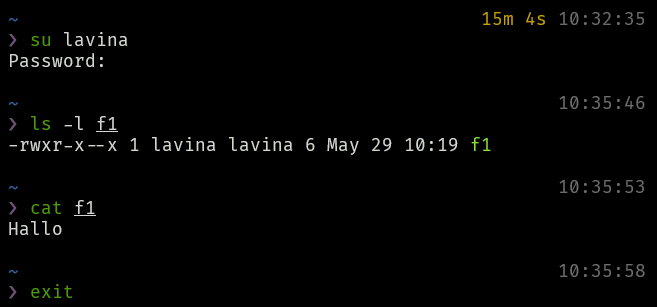 ~ 15m 4s 10:32:35
❯ su lavina
Password:
~ 10:35:46
❯ ls -l f1
-rwxr-x--x 1 lavina lavina 6 May 29 10:19 f1
~ 10:35:53
❯ cat f1
Hallo
~ 10:35:58
❯ exit